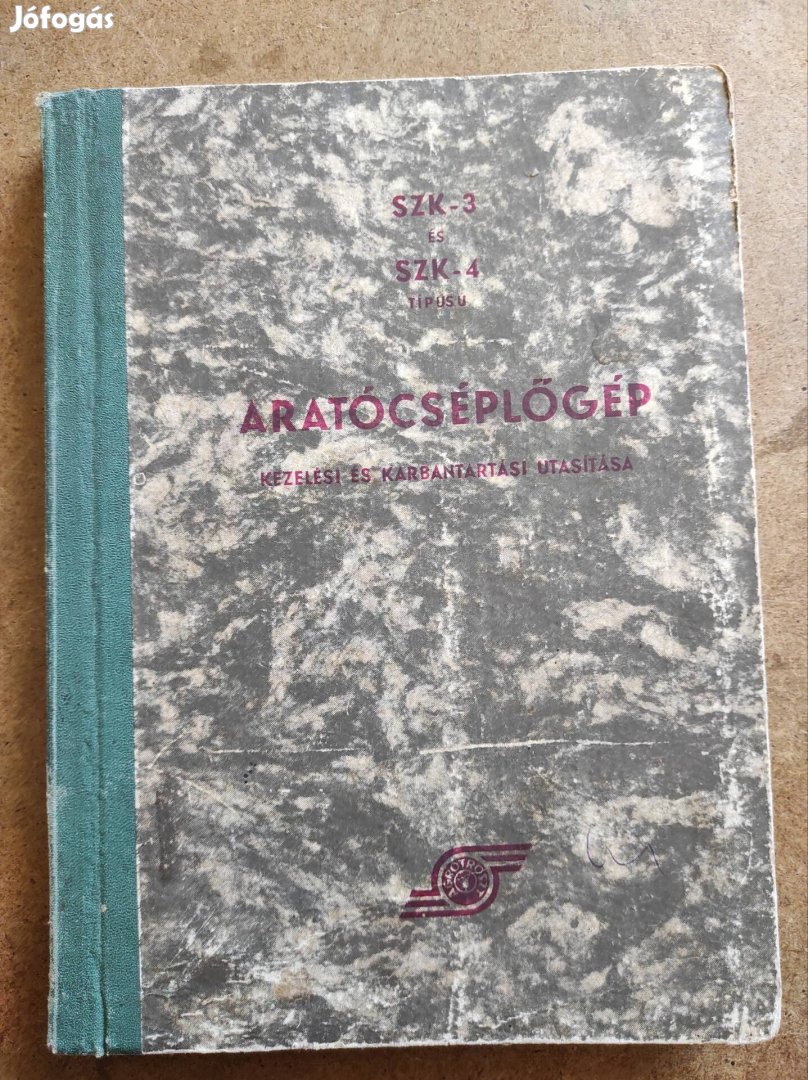 Jófogás
SZK-3
ÉS
SZK-4
TÍPUSÚ
ARATÓCSÉPLŐGÉP
KEZELÉSI ÉS KARBANTARTÁSI UTASÍTÁSA